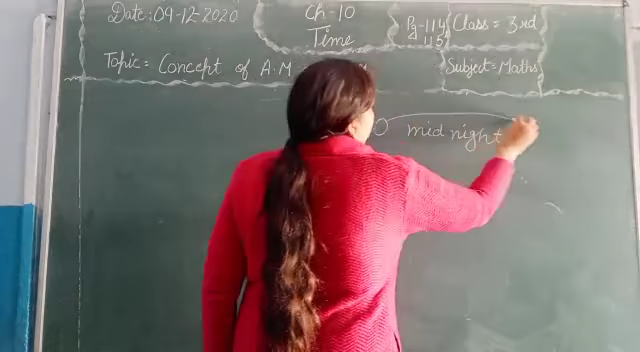 Date:09-12-2020
Ch-10
Time
Pg-114
115
Class = 3rd
Topic = Concept of A.M
Subject=Maths
mid night